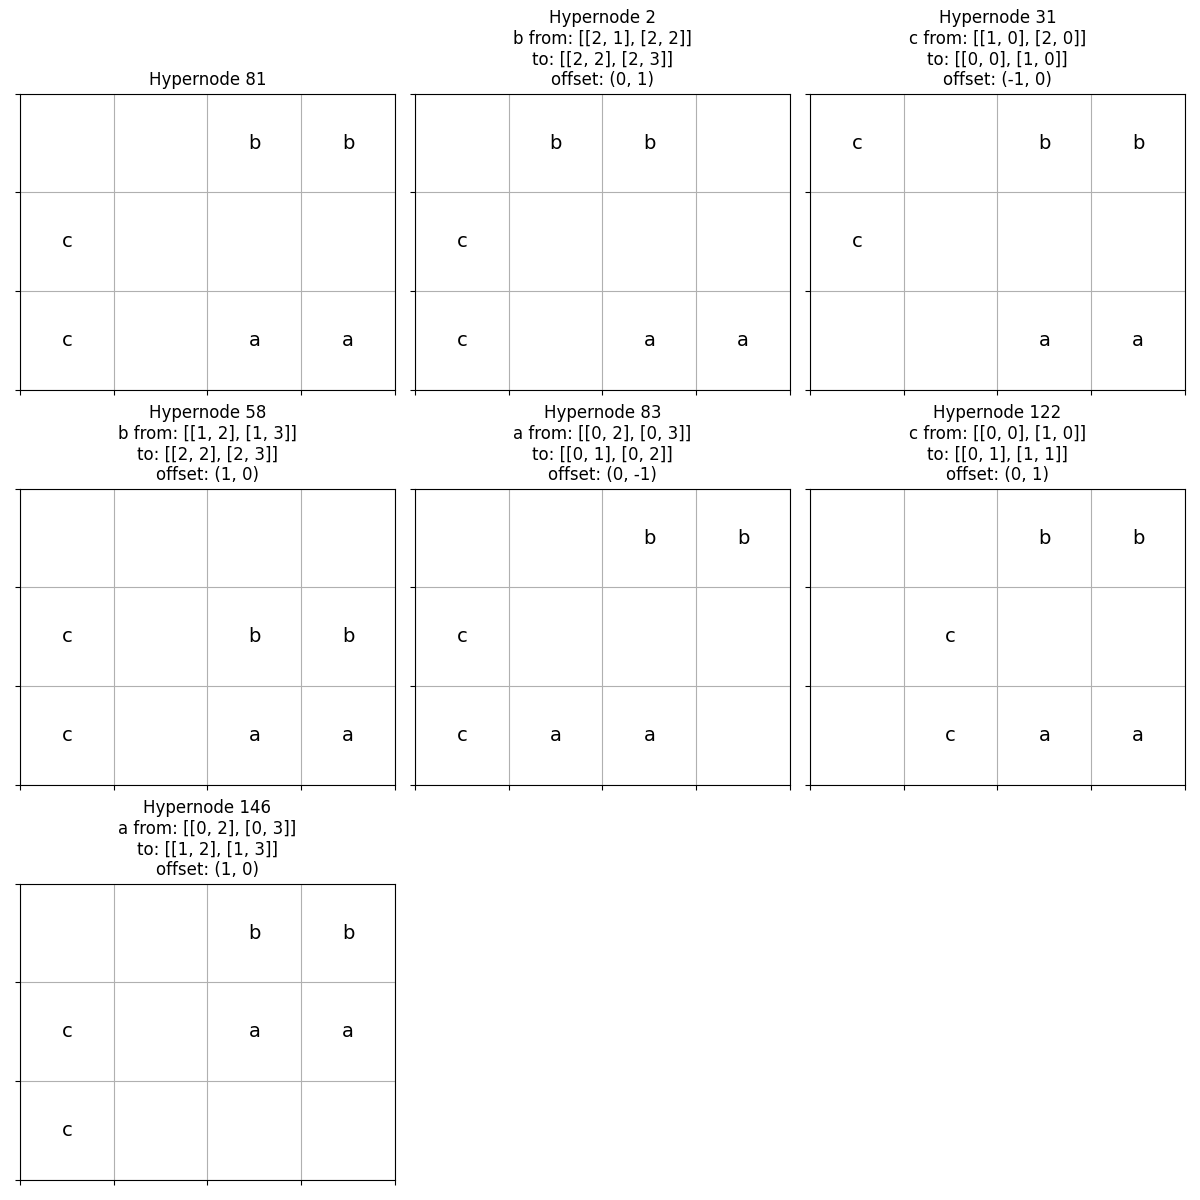 Hypernode 81
b b
c
c a a
Hypernode 2
b from: [[2, 1], [2, 2]]
to: [[2, 2], [2, 3]]
offset: (0, 1)
b b
c
c a a
Hypernode 31
c from: [[1, 0], [2, 0]]
to: [[0, 0], [1, 0]]
offset: (-1, 0)
c b b
c
a a
Hypernode 58
b from: [[1, 2], [1, 3]]
to: [[2, 2], [2, 3]]
offset: (1, 0)
c b b
c a a
Hypernode 83
a from: [[0, 2], [0, 3]]
to: [[0, 1], [0, 2]]
offset: (0, -1)
b b
c
c a a
Hypernode 122
c from: [[0, 0], [1, 0]]
to: [[0, 1], [1, 1]]
offset: (0, 1)
b b
c
c a a
Hypernode 146
a from: [[0, 2], [0, 3]]
to: [[1, 2], [1, 3]]
offset: (1, 0)
b b
c a a
c